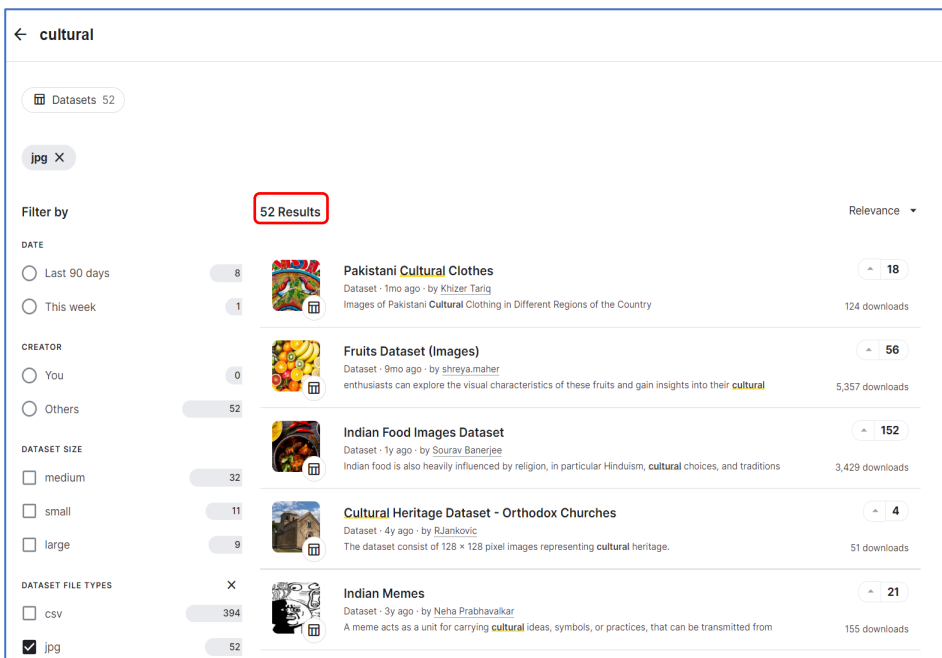 cultural
Datasets 52
jpg
Filter by
52 Results
Relevance
DATE
Last 90 days 8
This week 1
CREATOR
You 0
Others 52
DATASET SIZE
medium 32
small 11
large 9
DATASET FILE TYPES
csv 394
jpg 52
Pakistani Cultural Clothes
18
Dataset · 1mo ago · by Khizer Tariq
Images of Pakistani Cultural Clothing in Different Regions of the Country
124 downloads
Fruits Dataset (Images)
56
Dataset · 9mo ago · by shreya.maher
enthusiasts can explore the visual characteristics of these fruits and gain insights into their cultural
5,357 downloads
Indian Food Images Dataset
152
Dataset · 1y ago · by Sourav Banerjee
Indian food is also heavily influenced by religion, in particular Hinduism, cultural choices, and traditions
3,429 downloads
Cultural Heritage Dataset - Orthodox Churches
4
Dataset · 4y ago · by RJankovic
The dataset consist of 128 × 128 pixel images representing cultural heritage.
51 downloads
Indian Memes
21
Dataset · 3y ago · by Neha Prabhavalkar
A meme acts as a unit for carrying cultural ideas, symbols, or practices, that can be transmitted from
155 downloads